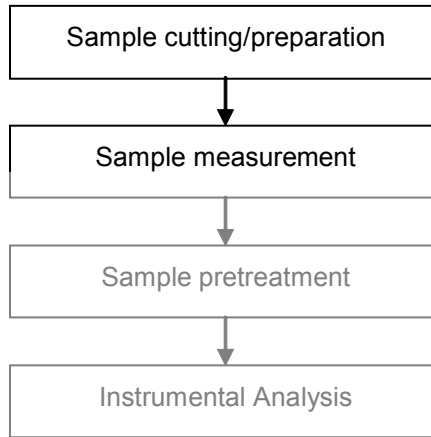 Sample cutting/preparation
Sample measurement
Sample pretreatment
Instrumental Analysis